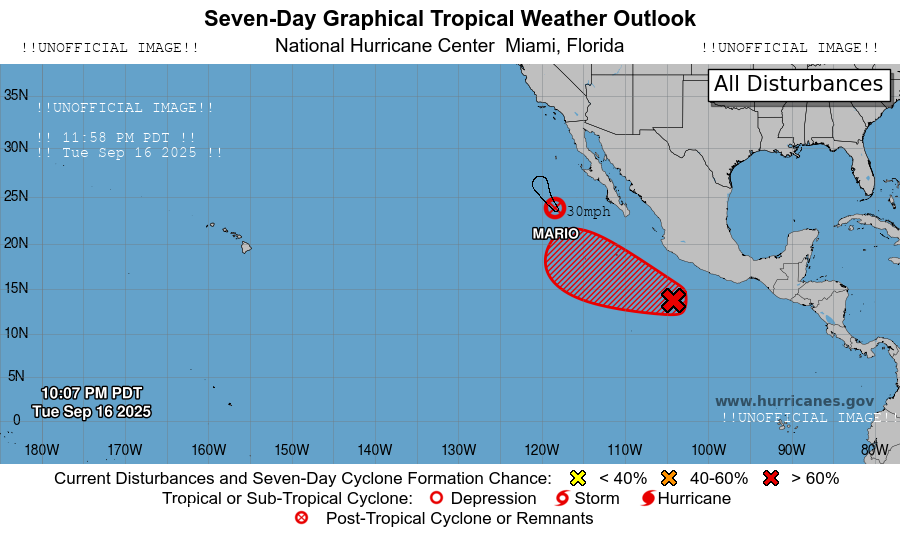 Seven-Day Graphical Tropical Weather Outlook
!!UNOFFICIAL IMAGE!! National Hurricane Center Miami, Florida !!UNOFFICIAL IMAGE!!
All Disturbances
35N
!!UNOFFICIAL IMAGE!!
!! 11:58 PM PDT !!
30N
!! Tue Sep 16 2025 !!
25N
30mph
MARIO
20N
15N
10N
5N
10:07 PM PDT
Tue Sep 16 2025
www.hurricanes.gov
!!UNOFFICIAL IMAGE!!
0
180W 170W 160W 150W 140W 130W 120W 110W 100W 90W 80W
Current Disturbances and Seven-Day Cyclone Formation Chance: < 40% 40-60% > 60%
Tropical or Sub-Tropical Cyclone: Depression Storm Hurricane
Post-Tropical Cyclone or Remnants